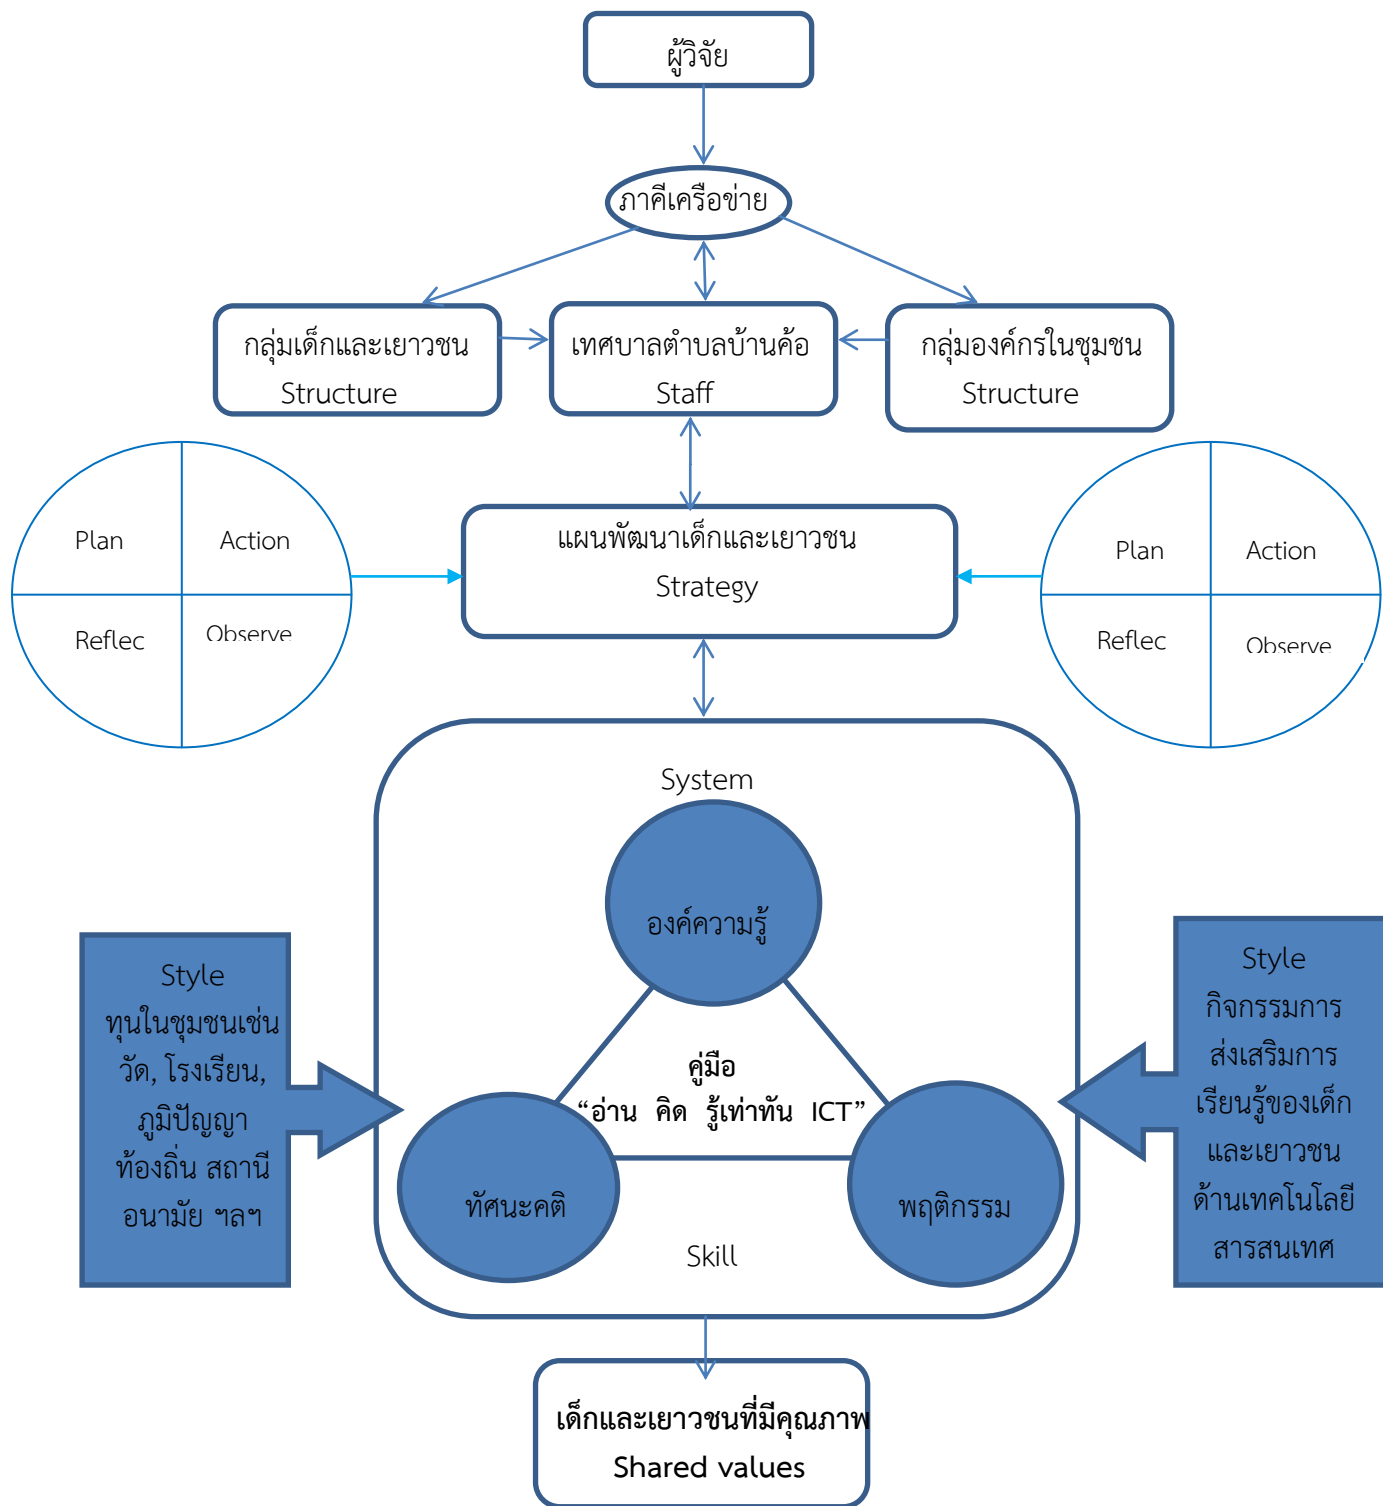 ผู้วิจัย
ภาคีเครือข่าย
กลุ่มเด็กและเยาวชน
Structure
เทศบาลตำบลบ้านค้อ
Staff
กลุ่มองค์กรในชุมชน
Structure
Plan
Action
Reflec
Observe
แผนพัฒนาเด็กและเยาวชน
Strategy
Plan
Action
Reflec
Observe
System
องค์ความรู้
Style
ทุนในชุมชนเช่น
วัด, โรงเรียน,
ภูมิปัญญา
ท้องถิ่น สถานี
อนามัย ฯลฯ
คู่มือ
“อ่าน คิด รู้เท่าทัน ICT”
ทัศนะคติ
พฤติกรรม
Skill
Style
กิจกรรมการ
ส่งเสริมการ
เรียนรู้ของเด็ก
และเยาวชน
ด้านเทคโนโลยี
สารสนเทศ
เด็กและเยาวชนที่มีคุณภาพ
Shared values